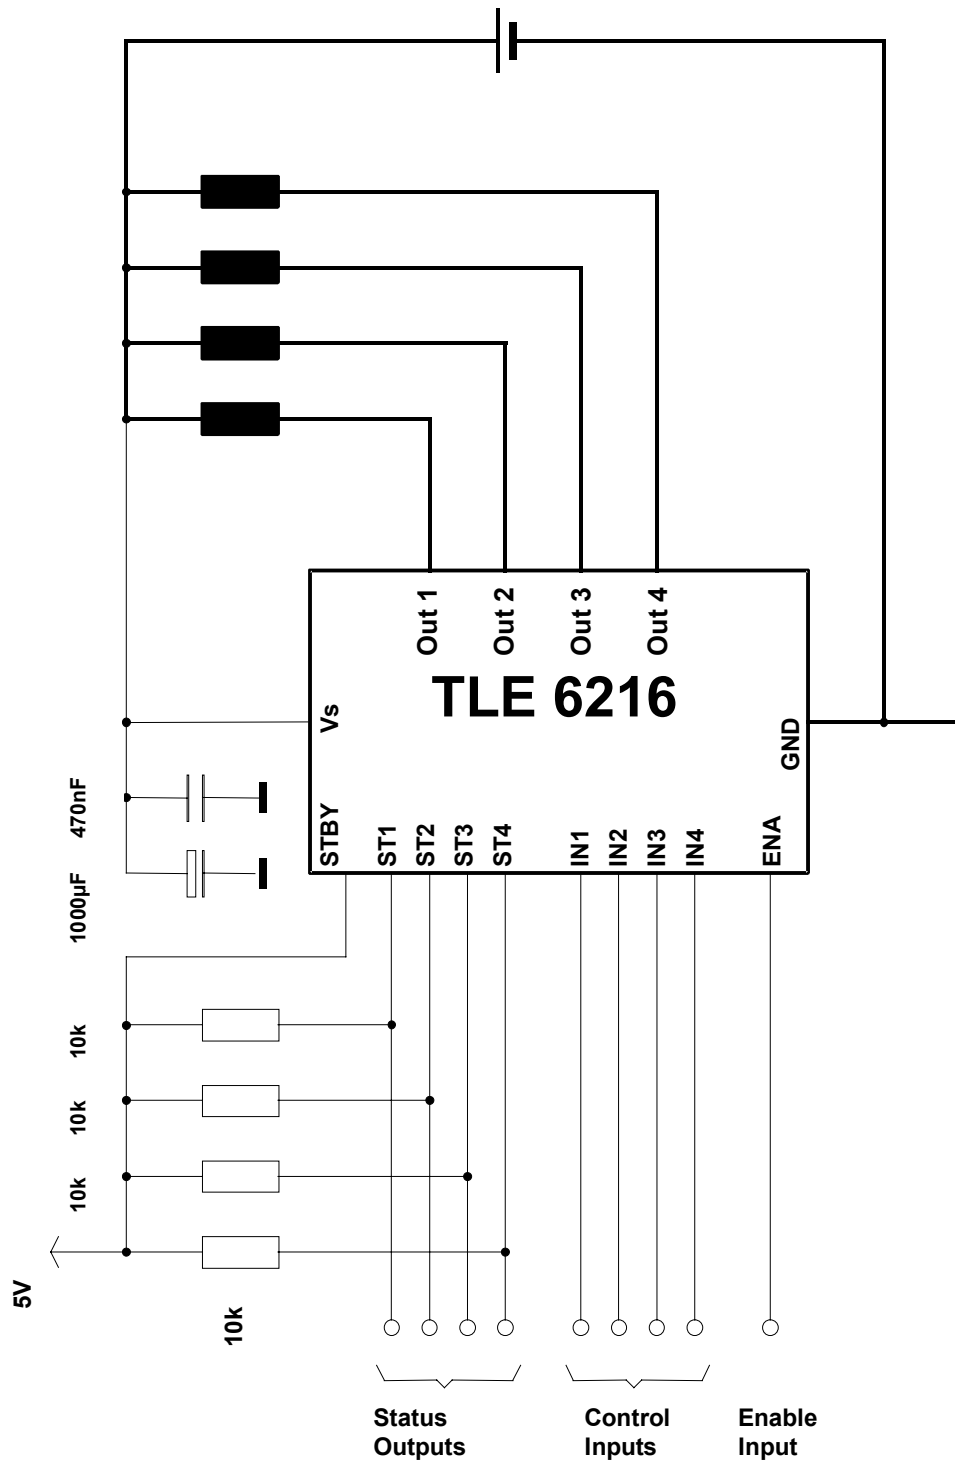 Out 1
Out 2
Out 3
Out 4
TLE 6216
Vs
GND
470nF
1000µF
STBY
ST1
ST2
ST3
ST4
IN1
IN2
IN3
IN4
ENA
10k
10k
10k
5V
10k
Status
Outputs
Control
Inputs
Enable
Input